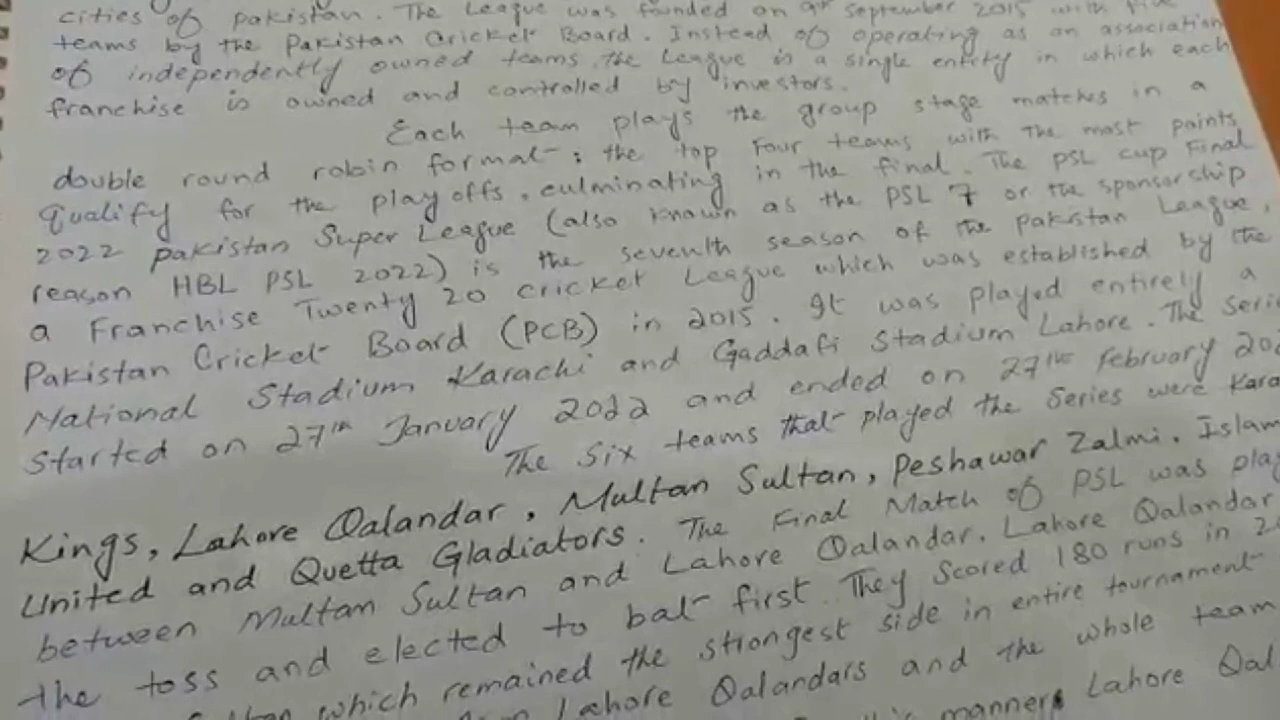 cities of Pakistan. The League was founded on 9th September 2015 with five
teams by the Pakistan Cricket Board. Instead of operating as an association
of independently owned teams, the League is a single entity in which each
franchise is owned and controlled by investors.
Each team plays the group stage matches in a
double round robin format; the top Four teams with the most points
qualify for the play offs, culminating in the final. The PSL cup Final
2022 Pakistan Super League (also known as the PSL 7 or the sponsorship
reason HBL PSL 2022) is the seventh season of the Pakistan League,
a Franchise Twenty 20 cricket League which was established by the
Pakistan Cricket Board (PCB) in 2015. It was played entirely a
National Stadium Karachi and Gaddafi Stadium Lahore. The Seri
Started on 27th January 2022 and ended on 27th February 20
The Six teams that played the Series were Kara
Kings, Lahore Qalandar, Multan Sultan, Peshawar Zalmi, Islam
United and Quetta Gladiators. The Final Match of PSL was play
between Multan Sultan and Lahore Qalandar. Lahore Qalandar
the toss and elected to bat first. They Scored 180 runs in 2
which remained the strongest side in entire tournament
Lahore Qalandars and the whole team
manners Lahore Qal